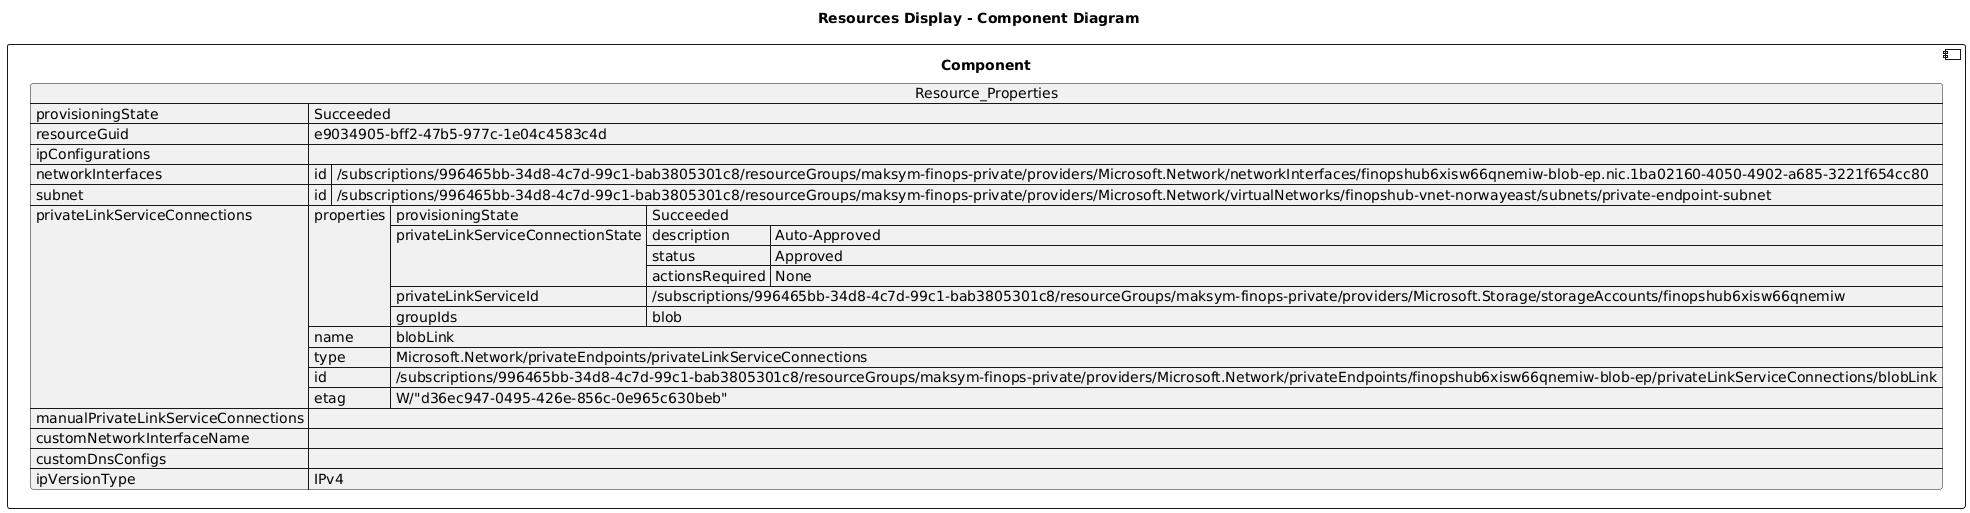 Resources Display - Component Diagram
Component
Resource_Properties
provisioningState Succeeded
resourceGuid e9034905-bff2-47b5-977c-1e04c4583c4d
ipConfigurations
networkInterfaces id /subscriptions/996465bb-34d8-4c7d-99c1-bab3805301c8/resourceGroups/maksym-finops-private/providers/Microsoft.Network/networkInterfaces/finopshub6xisw66qnemiw-blob-ep.nic.1ba02160-4050-4902-a685-3221f654cc80
subnet id /subscriptions/996465bb-34d8-4c7d-99c1-bab3805301c8/resourceGroups/maksym-finops-private/providers/Microsoft.Network/virtualNetworks/finopshub-vnet-norwayeast/subnets/private-endpoint-subnet
privateLinkServiceConnections properties provisioningState Succeeded
privateLinkServiceConnectionState description Auto-Approved
status Approved
actionsRequired None
privateLinkServiceId /subscriptions/996465bb-34d8-4c7d-99c1-bab3805301c8/resourceGroups/maksym-finops-private/providers/Microsoft.Storage/storageAccounts/finopshub6xisw66qnemiw
groupIds blob
name blobLink
type Microsoft.Network/privateEndpoints/privateLinkServiceConnections
id /subscriptions/996465bb-34d8-4c7d-99c1-bab3805301c8/resourceGroups/maksym-finops-private/providers/Microsoft.Network/privateEndpoints/finopshub6xisw66qnemiw-blob-ep/privateLinkServiceConnections/blobLink
etag W/"d36ec947-0495-426e-856c-0e965c630beb"
manualPrivateLinkServiceConnections
customNetworkInterfaceName
customDnsConfigs
ipVersionType IPv4